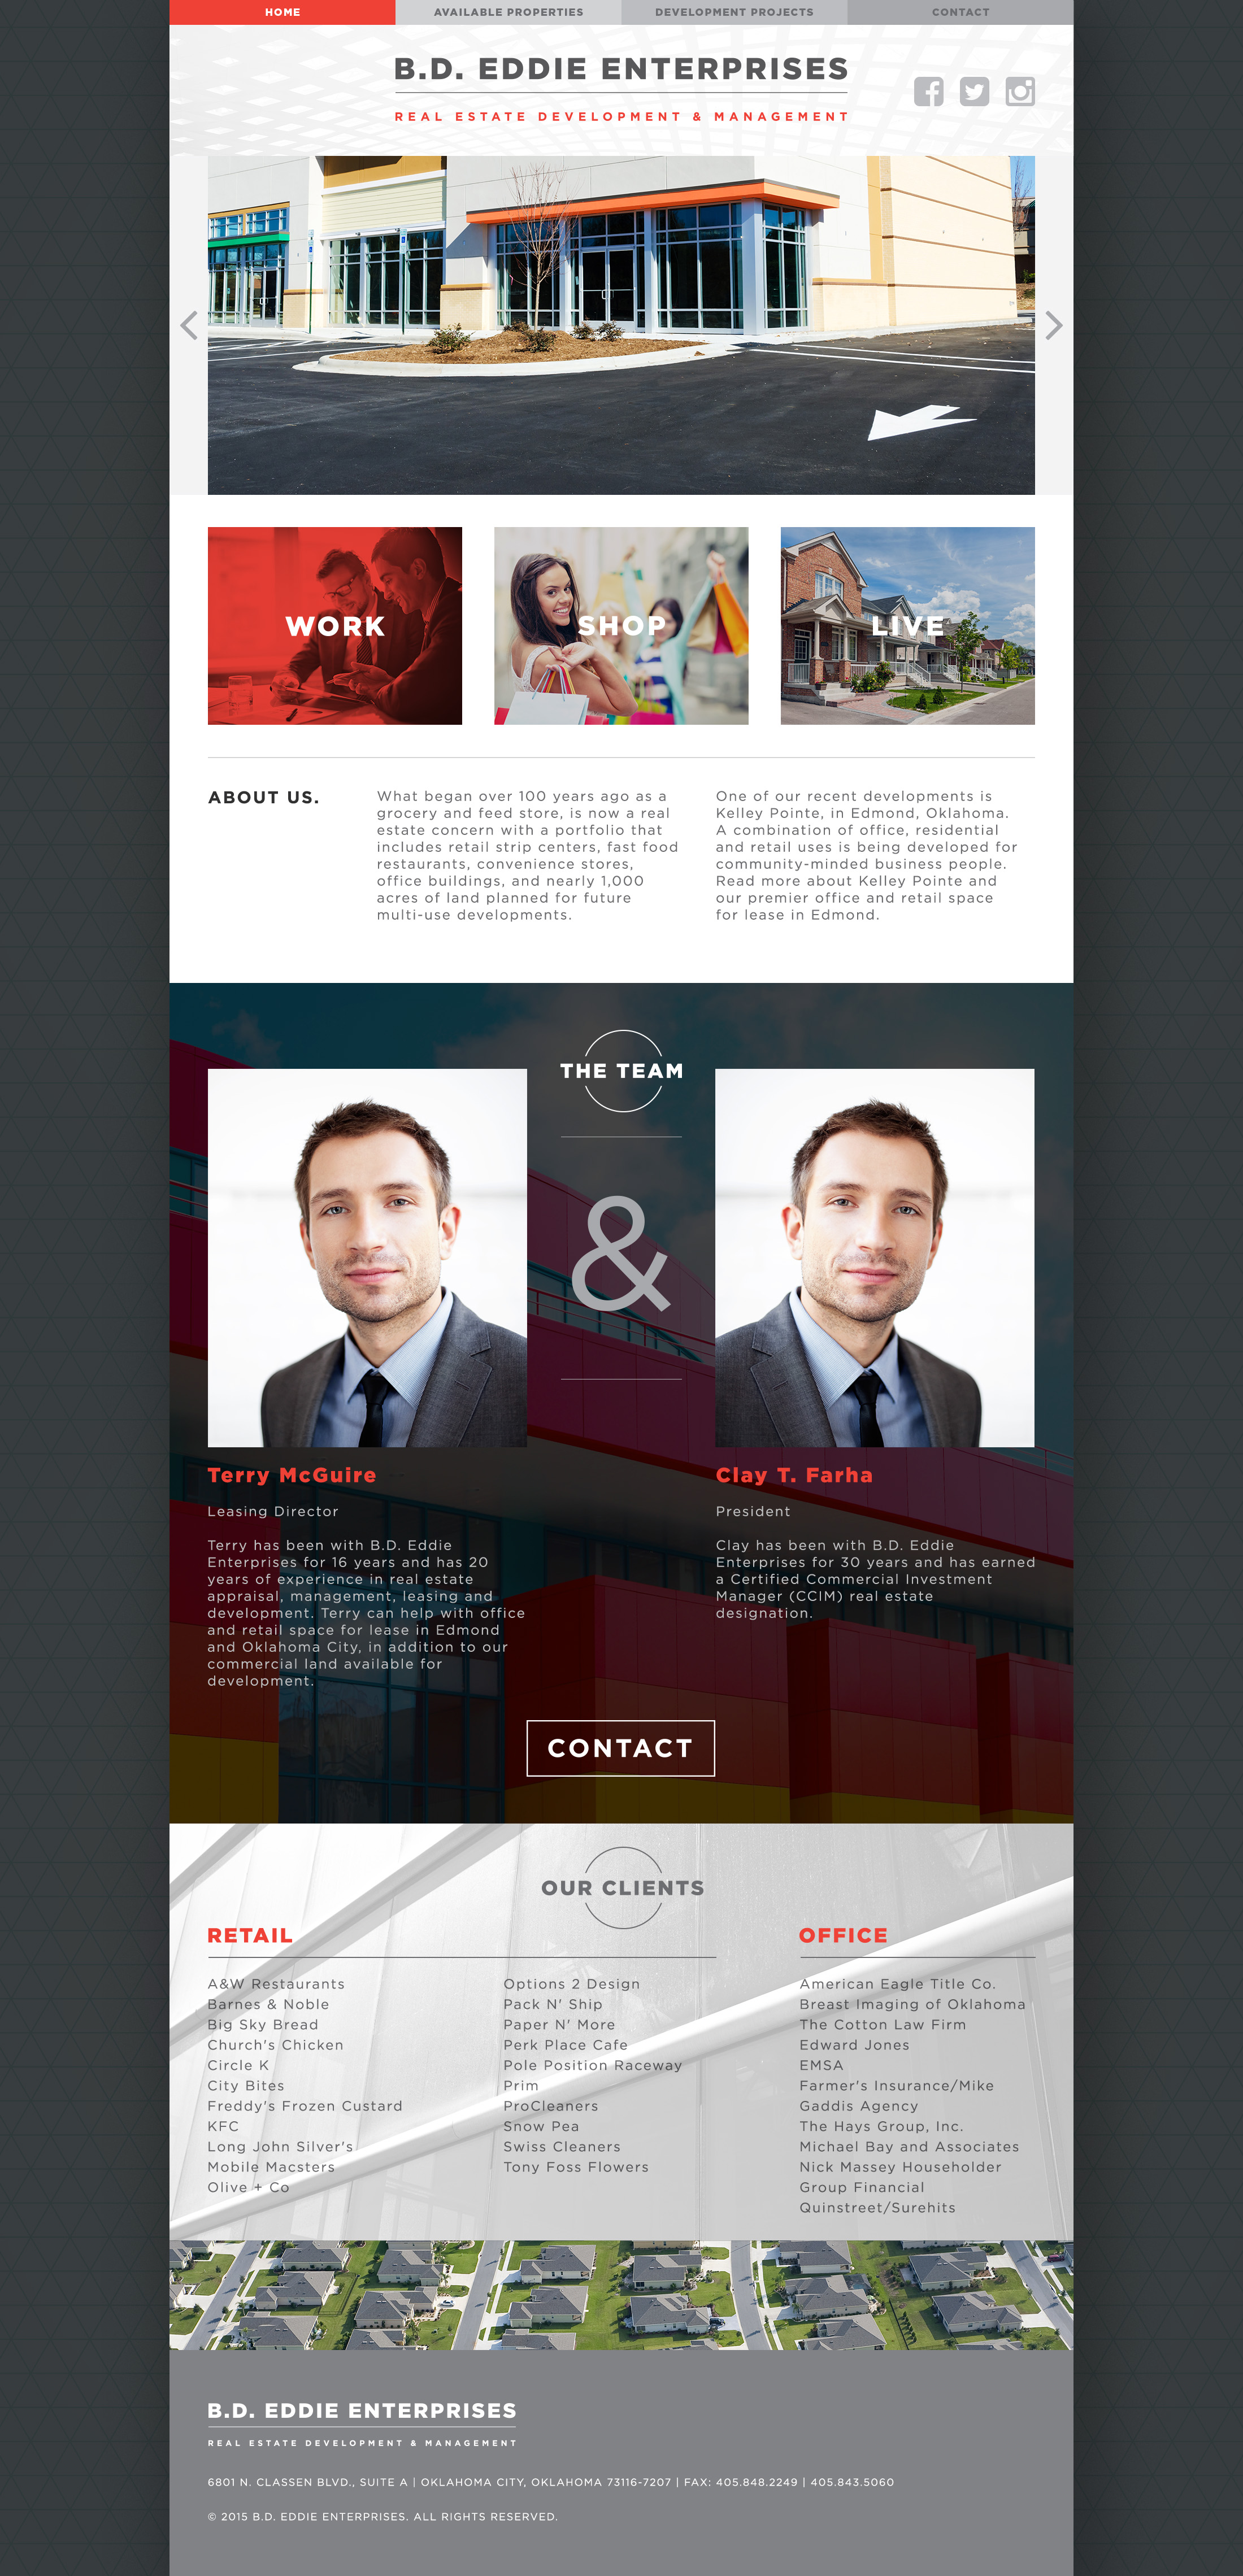 HOME
AVAILABLE PROPERTIES
DEVELOPMENT PROJECTS
CONTACT
B.D. EDDIE ENTERPRISES
REAL ESTATE DEVELOPMENT & MANAGEMENT
WORK
SHOP
LIVE
ABOUT US.
What began over 100 years ago as a
grocery and feed store, is now a real
estate concern with a portfolio that
includes retail strip centers, fast food
restaurants, convenience stores,
office buildings, and nearly 1,000
acres of land planned for future
multi-use developments.
One of our recent developments is
Kelley Pointe, in Edmond, Oklahoma.
A combination of office, residential
and retail uses is being developed for
community-minded business people.
Read more about Kelley Pointe and
our premier office and retail space
for lease in Edmond.
THE TEAM
&
Terry McGuire
Leasing Director
Terry has been with B.D. Eddie
Enterprises for 16 years and has 20
years of experience in real estate
appraisal, management, leasing and
development. Terry can help with office
and retail space for lease in Edmond
and Oklahoma City, in addition to our
commercial land available for
development.
Clay T. Farha
President
Clay has been with B.D. Eddie
Enterprises for 30 years and has earned
a Certified Commercial Investment
Manager (CCIM) real estate
designation.
CONTACT
OUR CLIENTS
RETAIL
A&W Restaurants
Barnes & Noble
Big Sky Bread
Church's Chicken
Circle K
City Bites
Freddy's Frozen Custard
KFC
Long John Silver's
Mobile Macsters
Olive + Co
Options 2 Design
Pack N' Ship
Paper N' More
Perk Place Cafe
Pole Position Raceway
Prim
ProCleaners
Snow Pea
Swiss Cleaners
Tony Foss Flowers
OFFICE
American Eagle Title Co.
Breast Imaging of Oklahoma
The Cotton Law Firm
Edward Jones
EMSA
Farmer's Insurance/Mike
Gaddis Agency
The Hays Group, Inc.
Michael Bay and Associates
Nick Massey Householder
Group Financial
Quinstreet/Surehits
B.D. EDDIE ENTERPRISES
REAL ESTATE DEVELOPMENT & MANAGEMENT
6801 N. CLASSEN BLVD., SUITE A | OKLAHOMA CITY, OKLAHOMA 73116-7207 | FAX: 405.848.2249 | 405.843.5060
© 2015 B.D. EDDIE ENTERPRISES. ALL RIGHTS RESERVED.